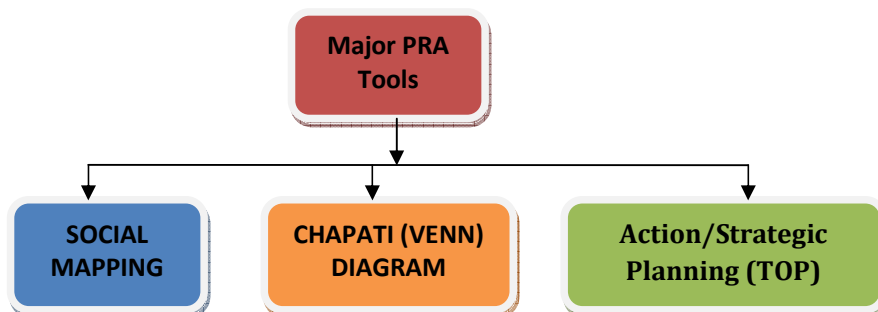 Major PRA
Tools
SOCIAL
MAPPING
CHAPATI (VENN)
DIAGRAM
Action/Strategic
Planning (TOP)